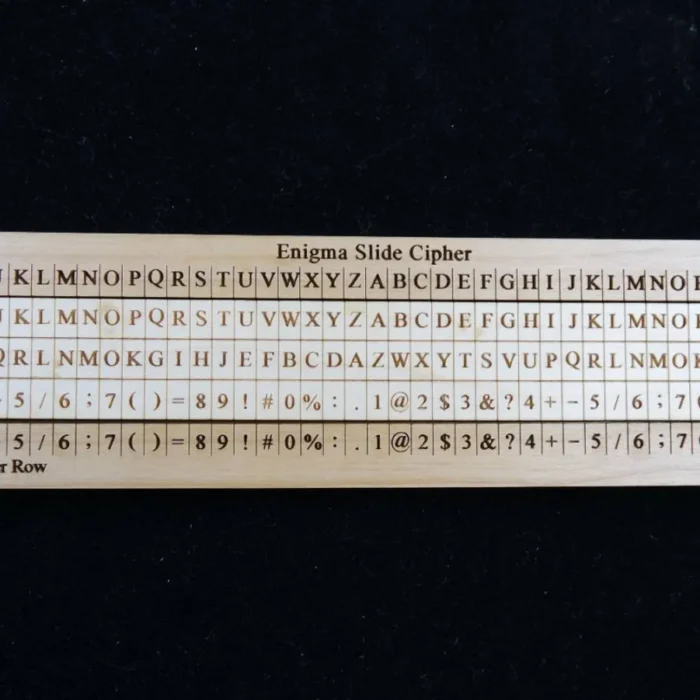 Enigma Slide Cipher
J K L M N O P Q R S T U V W X Y Z A B C D E F G H I J K L M N O
J K L M N O P Q R S T U V W X Y Z A B C D E F G H I J K L M N O
Q R L N M O K G I H J E F B C D A Z W X Y T S V U P Q R L N M O K
- 5 / 6 ; 7 ( ) = 8 9 ! # 0 % : . 1 @ 2 $ 3 & ? 4 + - 5 / 6 ; 7
- 5 / 6 ; 7 ( ) = 8 9 ! # 0 % : . 1 @ 2 $ 3 & ? 4 + - 5 / 6 ; 7
r Row